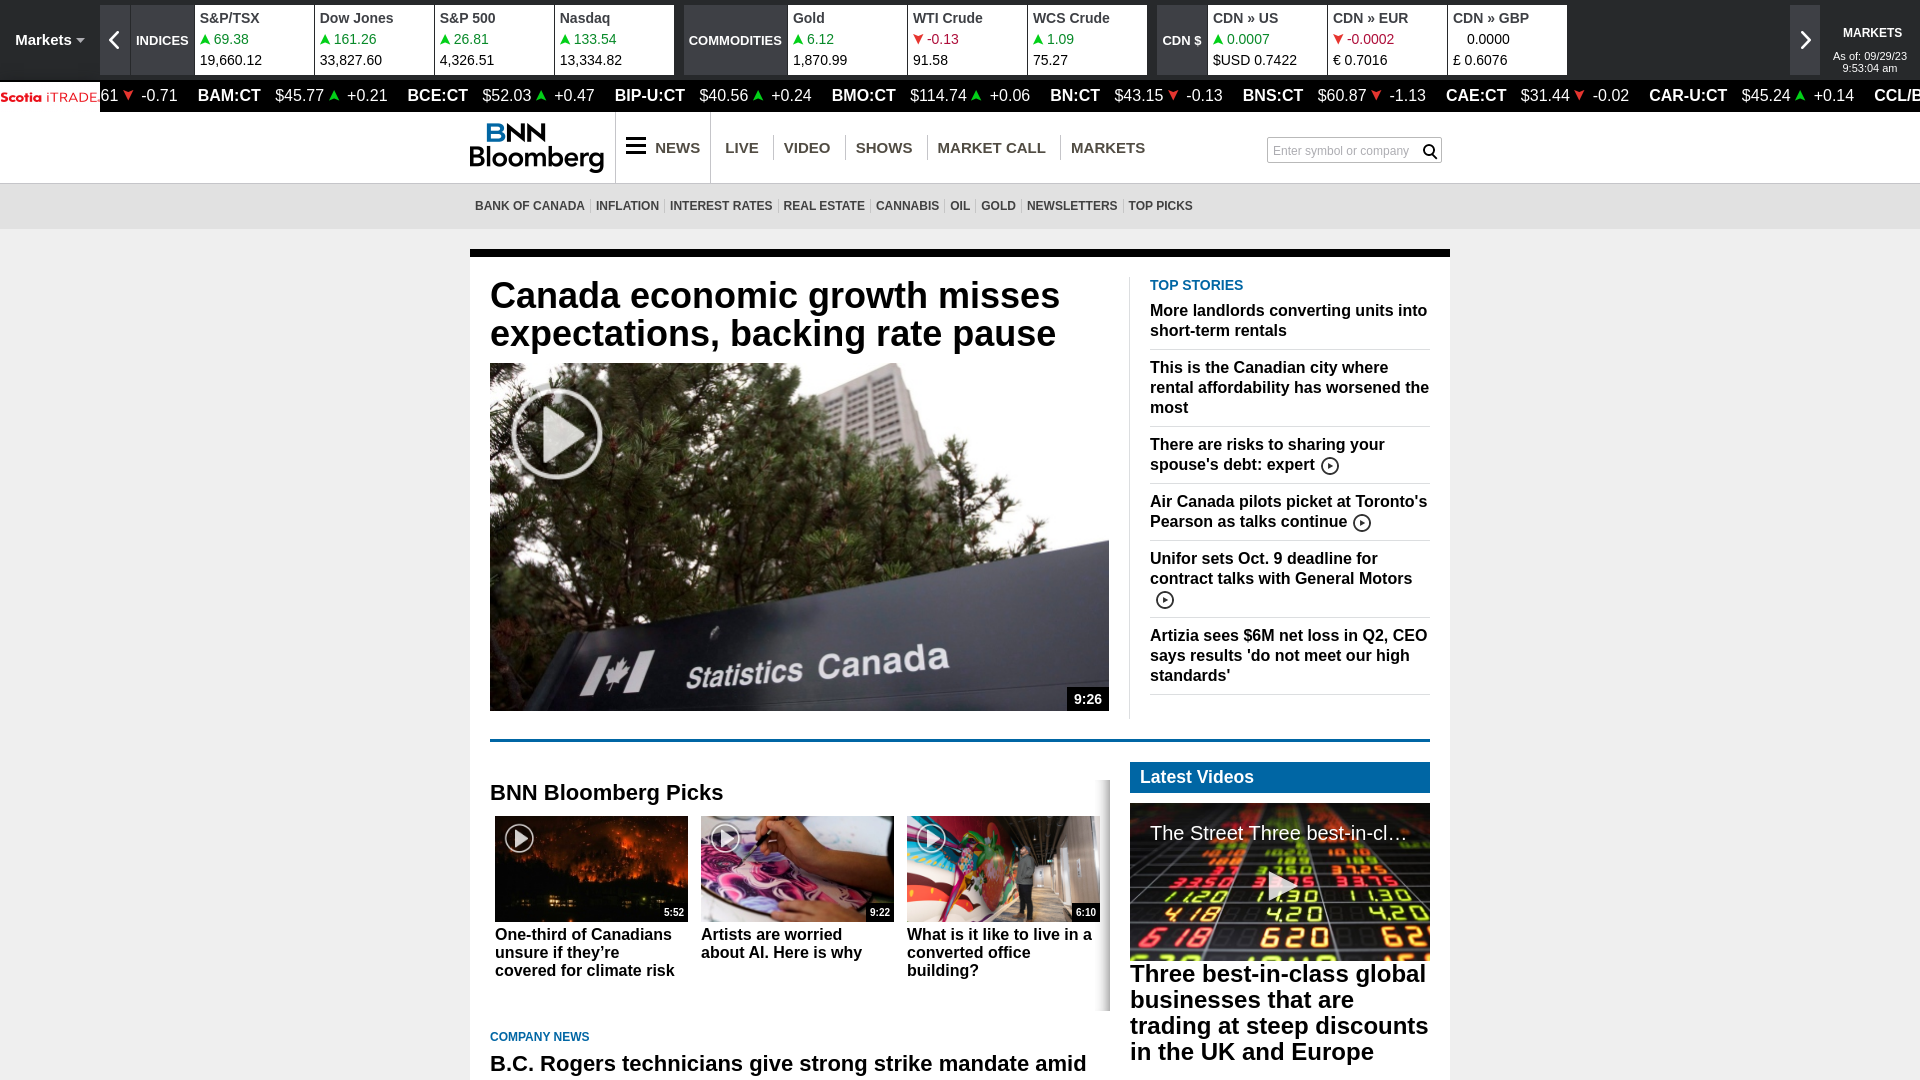 Markets
INDICES
S&P/TSX
69.38
19,660.12
Dow Jones
161.26
33,827.60
S&P 500
26.81
4,326.51
Nasdaq
133.54
13,334.82
COMMODITIES
Gold
6.12
1,870.99
WTI Crude
-0.13
91.58
WCS Crude
1.09
75.27
CDN $
CDN » US
0.0007
$USD 0.7422
CDN » EUR
-0.0002
€ 0.7016
CDN » GBP
0.0000
£ 0.6076
MARKETS
As of: 09/29/23
9:53:04 am
Scotia iTRADE
61 -0.71 BAM:CT $45.77 +0.21 BCE:CT $52.03 +0.47 BIP-U:CT $40.56 +0.24 BMO:CT $114.74 +0.06 BN:CT $43.15 -0.13 BNS:CT $60.87 -1.13 CAE:CT $31.44 -0.02 CAR-U:CT $45.24 +0.14 CCL/B
BNN
Bloomberg
NEWS LIVE VIDEO SHOWS MARKET CALL MARKETS
Enter symbol or company
BANK OF CANADA INFLATION INTEREST RATES REAL ESTATE CANNABIS OIL GOLD NEWSLETTERS TOP PICKS
Canada economic growth misses
expectations, backing rate pause
Statistics Canada
9:26
TOP STORIES
More landlords converting units into
short-term rentals
This is the Canadian city where
rental affordability has worsened the
most
There are risks to sharing your
spouse's debt: expert
Air Canada pilots picket at Toronto's
Pearson as talks continue
Unifor sets Oct. 9 deadline for
contract talks with General Motors
Artizia sees $6M net loss in Q2, CEO
says results 'do not meet our high
standards'
BNN Bloomberg Picks
5:52
One-third of Canadians
unsure if they’re
covered for climate risk
9:22
Artists are worried
about AI. Here is why
6:10
What is it like to live in a
converted office
building?
COMPANY NEWS
B.C. Rogers technicians give strong strike mandate amid
Latest Videos
The Street Three best-in-cl…
Three best-in-class global
businesses that are
trading at steep discounts
in the UK and Europe